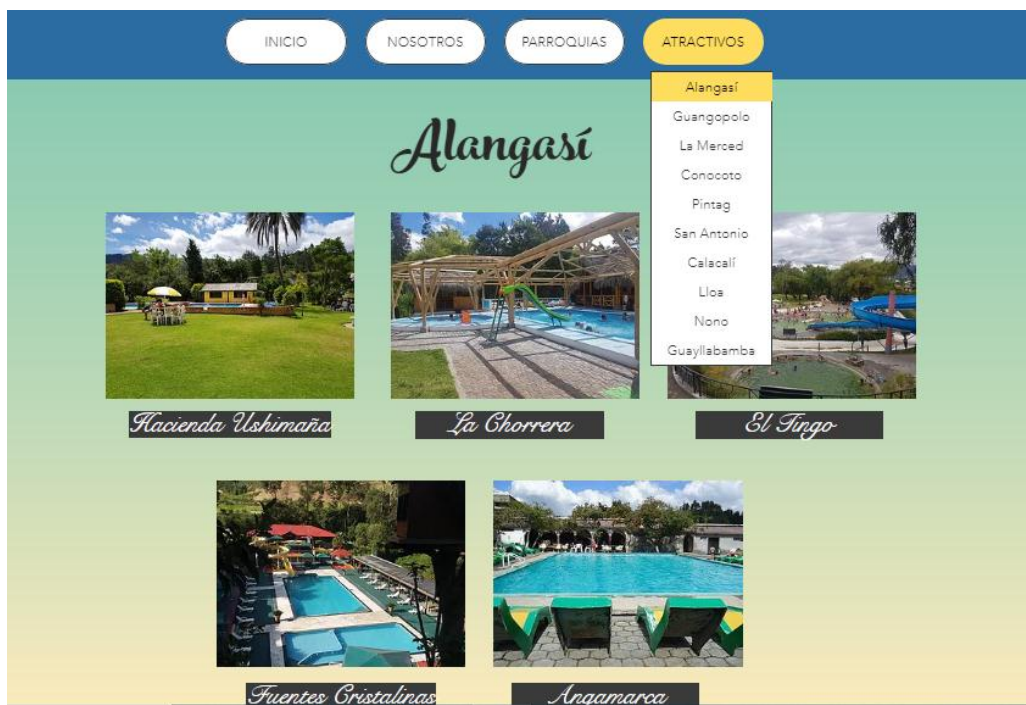 INICIO NOSOTROS PARROQUIAS ATRACTIVOS
Alangasí
Guangopolo
La Merced
Conocoto
Pintag
San Antonio
Calacalí
Lloa
Nono
Guayllabamba
Alangasí
Hacienda Ushimaña
La Chorrera
El Tingo
Fuentes Cristalinas
Angamarca